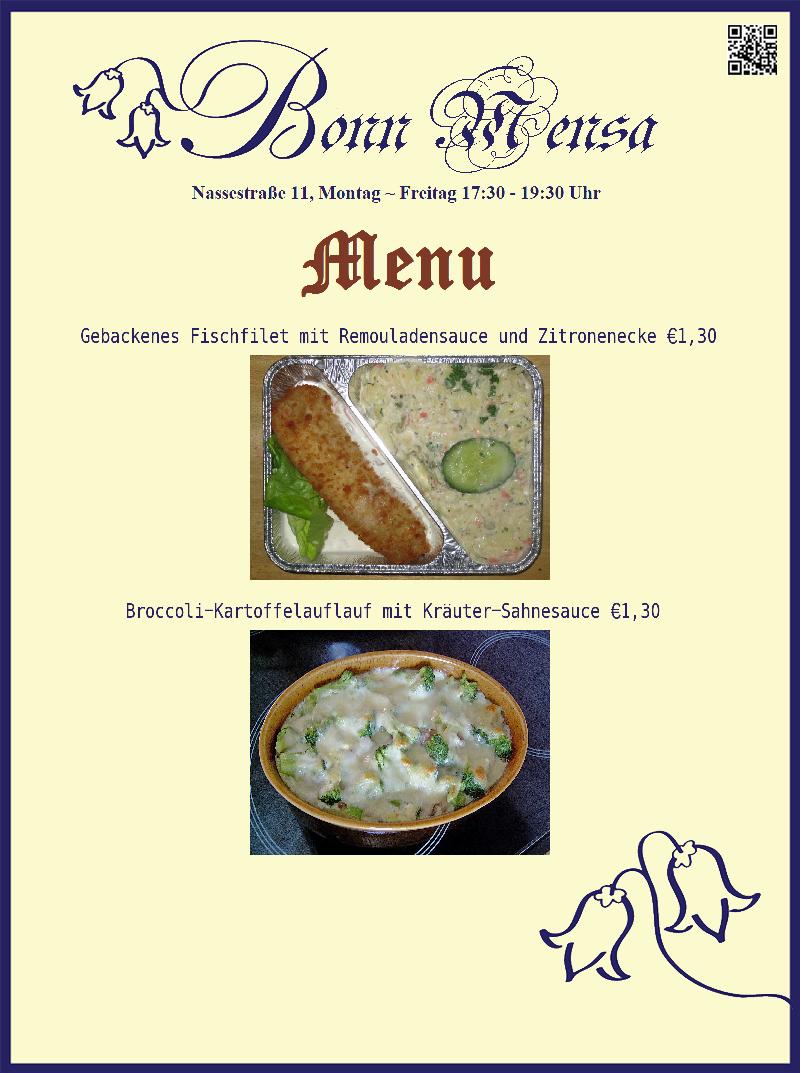 Bonn Mensa
Nassestraße 11, Montag ~ Freitag 17:30 - 19:30 Uhr
Menu
Gebackenes Fischfilet mit Remouladensauce und Zitronenecke €1,30
Broccoli-Kartoffelauflauf mit Kräuter-Sahnesauce €1,30